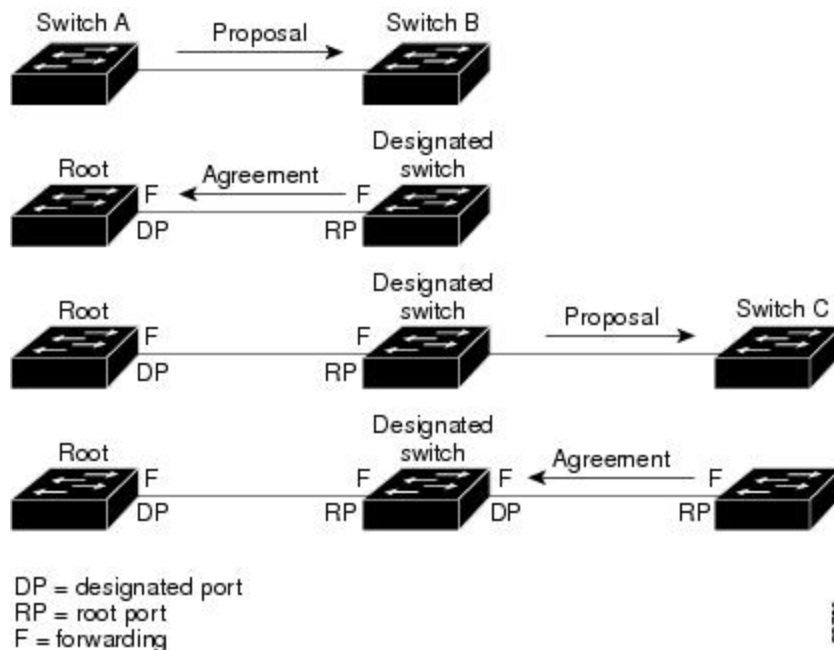 Switch A
Proposal
Switch B
Root
F
Agreement
F
Designated
switch
DP
RP
Root
F
Designated
switch
F
Proposal
Switch C
DP
RP
Root
F
Designated
switch
F
F
Agreement
F
DP
RP
DP
RP
DP = designated port
RP = root port
F = forwarding